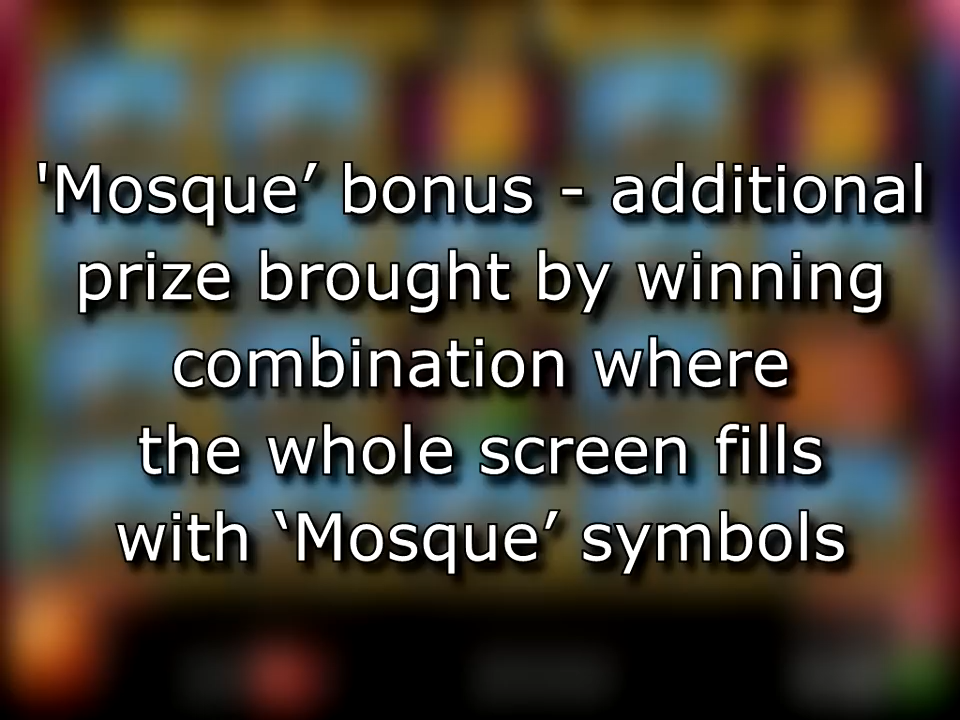 'Mosque’ bonus - additional
prize brought by winning
combination where
the whole screen fills
with ‘Mosque’ symbols